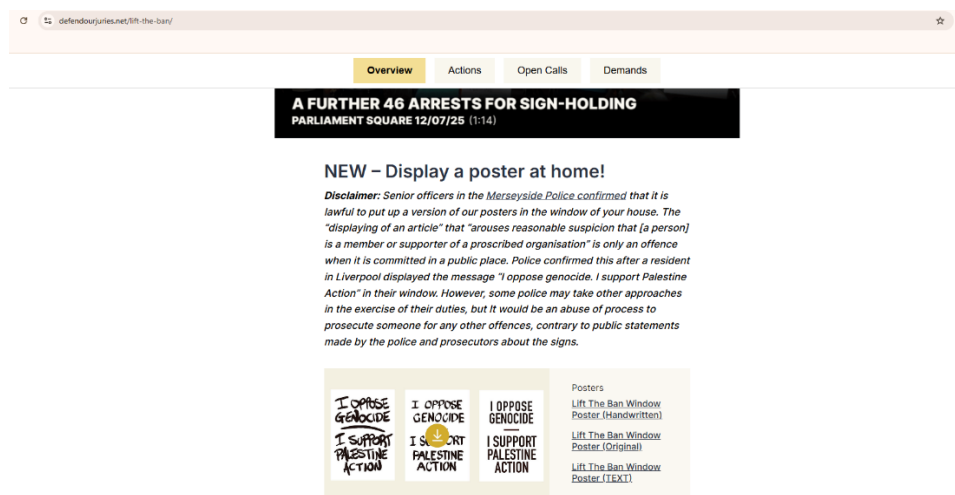 defendourjuries.net/lift-the-ban/
Overview
Actions
Open Calls
Demands
A FURTHER 46 ARRESTS FOR SIGN-HOLDING
PARLIAMENT SQUARE 12/07/25 (1:14)
NEW – Display a poster at home!
Disclaimer: Senior officers in the Merseyside Police confirmed that it is
lawful to put up a version of our posters in the window of your house. The
"displaying of an article" that "arouses reasonable suspicion that [a person]
is a member or supporter of a proscribed organisation" is only an offence
when it is committed in a public place. Police confirmed this after a resident
in Liverpool displayed the message "I oppose genocide. I support Palestine
Action" in their window. However, some police may take other approaches
in the exercise of their duties, but It would be an abuse of process to
prosecute someone for any other offences, contrary to public statements
made by the police and prosecutors about the signs.
I OPPOSE
GENOCIDE
I SUPPORT
PALESTINE
ACTION
I OPPOSE
GENOCIDE
I
PALESTINE
ACTION
I OPPOSE
GENOCIDE
I SUPPORT
PALESTINE
ACTION
Posters
Lift The Ban Window
Poster (Handwritten)
Lift The Ban Window
Poster (Original)
Lift The Ban Window
Poster (TEXT)